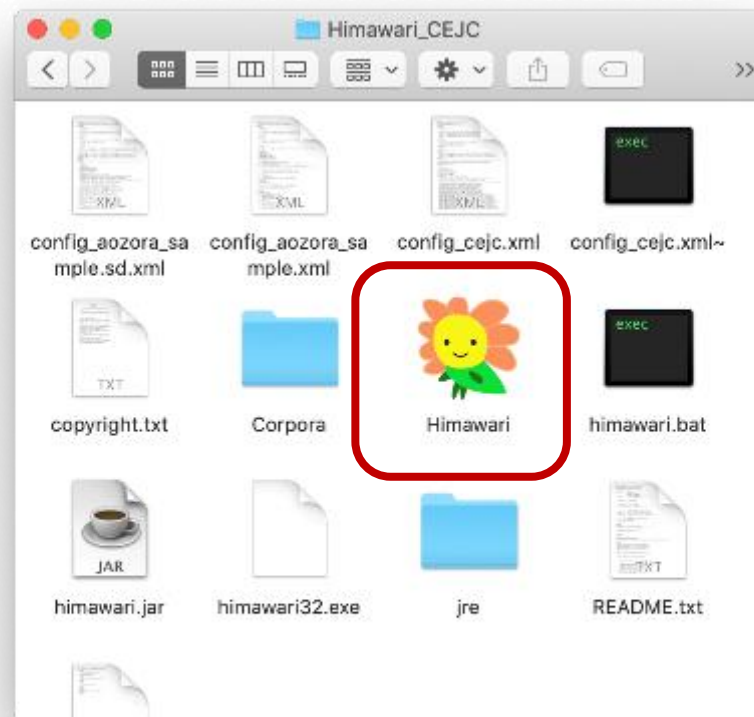 Himawari_CEJC
XML
XML
XML
exec
config_aozora_sa
mple.sd.xml
config_aozora_sa
mple.xml
config_cejc.xml
config_cejc.xml~
TXT
exec
copyright.txt
Corpora
Himawari
himawari.bat
JAR
TXT
himawari.jar
himawari32.exe
jre
README.txt